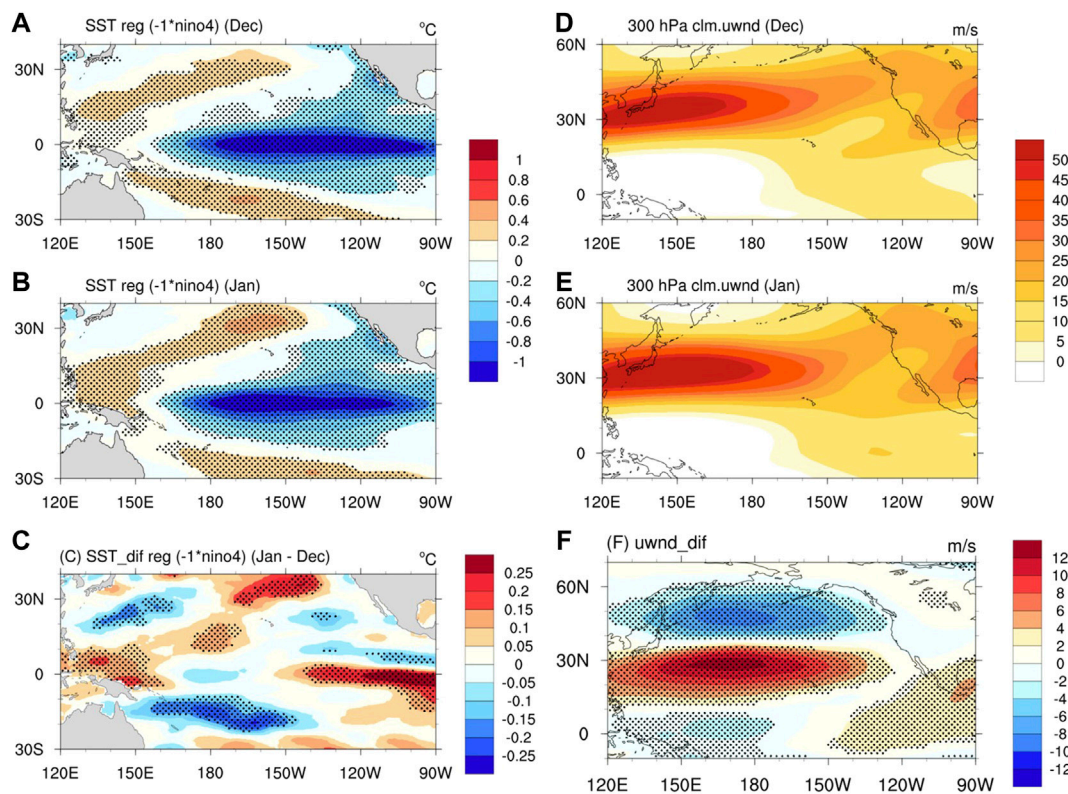 A
SST reg (-1*nino4) (Dec)
°C
30N
0
30S
120E 150E 180 150W 120W 90W
B
SST reg (-1*nino4) (Jan)
°C
30N
0
30S
120E 150E 180 150W 120W 90W
1
0.8
0.6
0.4
0.2
0
-0.2
-0.4
-0.6
-0.8
-1
C
(C) SST_dif reg (-1*nino4) (Jan - Dec)
°C
30N
0
30S
120E 150E 180 150W 120W 90W
0.25
0.2
0.15
0.1
0.05
0
-0.05
-0.1
-0.15
-0.2
-0.25
D
300 hPa clm.uwnd (Dec)
m/s
60N
30N
0
120E 150E 180 150W 120W 90W
E
300 hPa clm.uwnd (Jan)
m/s
60N
30N
0
120E 150E 180 150W 120W 90W
50
45
40
35
30
25
20
15
10
5
0
F
(F) uwnd_dif
m/s
60N
30N
0
120E 150E 180 150W 120W 90W
12
10
8
6
4
2
0
-2
-4
-6
-8
-10
-12